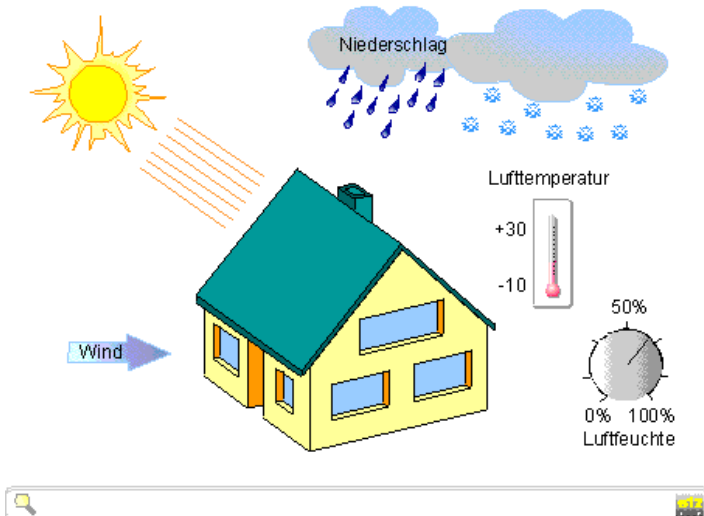 Niederschlag
Lufttemperatur
+30
-10
Wind
50%
0% 100%
Luftfeuchte